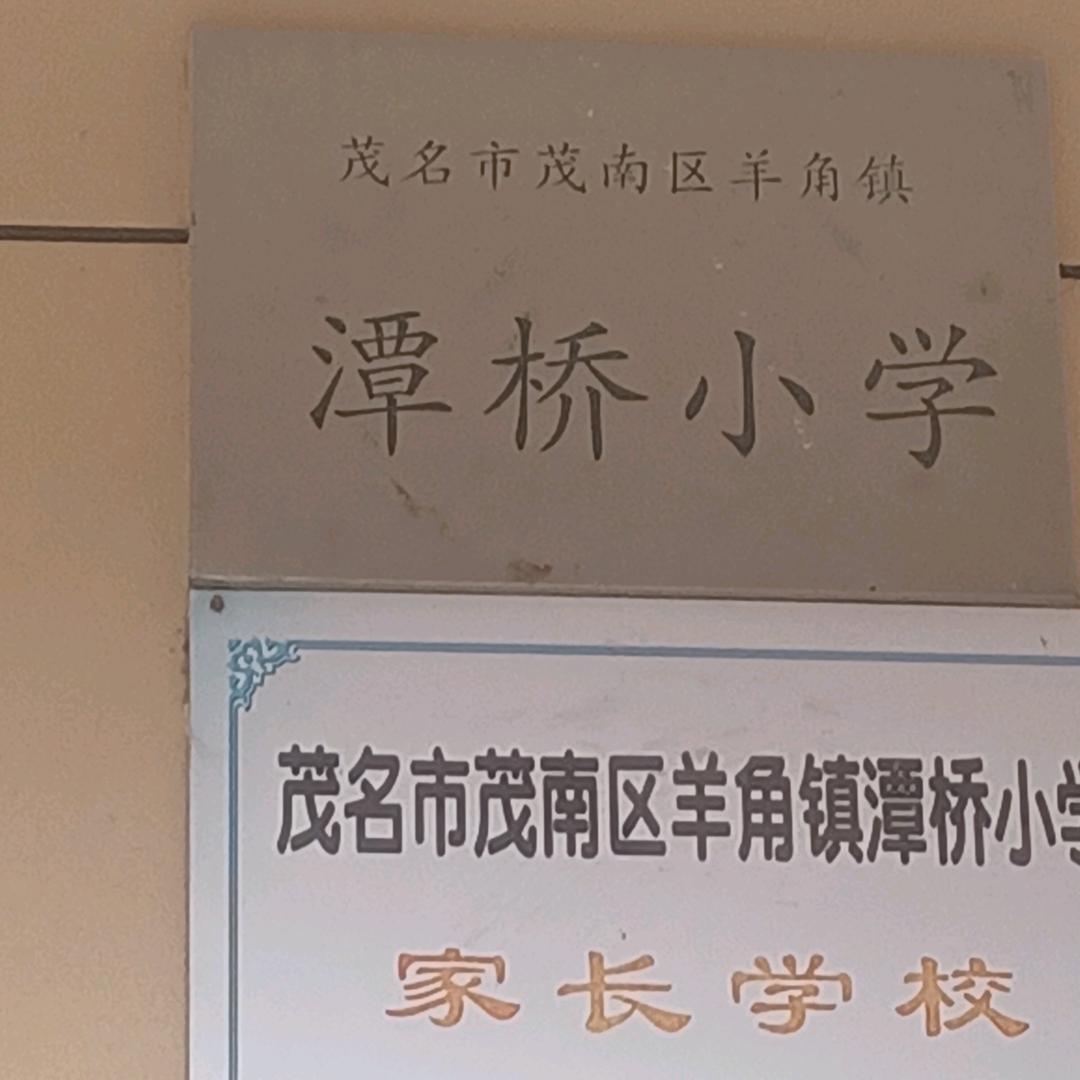 茂名市茂南区羊角镇
潭桥小学
茂名市茂南区羊角镇潭桥小学
家长学校